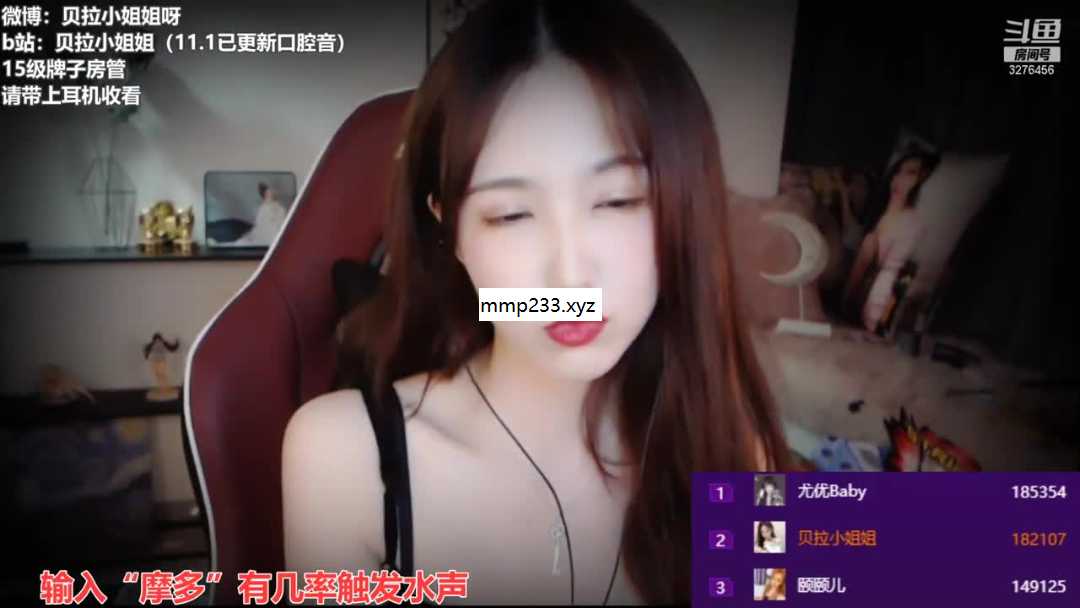 微博：贝拉小姐姐呀
b站：贝拉小姐姐（11.1已更新口腔音）
15级牌子房管
请带上耳机收看
斗鱼
房间号
3276456
mmp233.xyz
1 尤优Baby 185354
2 贝拉小姐姐 182107
3 颐颐儿 149125
输入“摩多”有几率触发水声